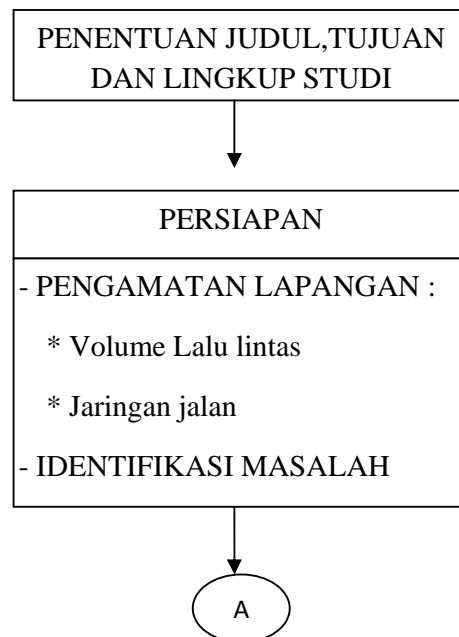 PENENTUAN JUDUL,TUJUAN
DAN LINGKUP STUDI
PERSIAPAN
- PENGAMATAN LAPANGAN :
* Volume Lalu lintas
* Jaringan jalan
- IDENTIFIKASI MASALAH
A